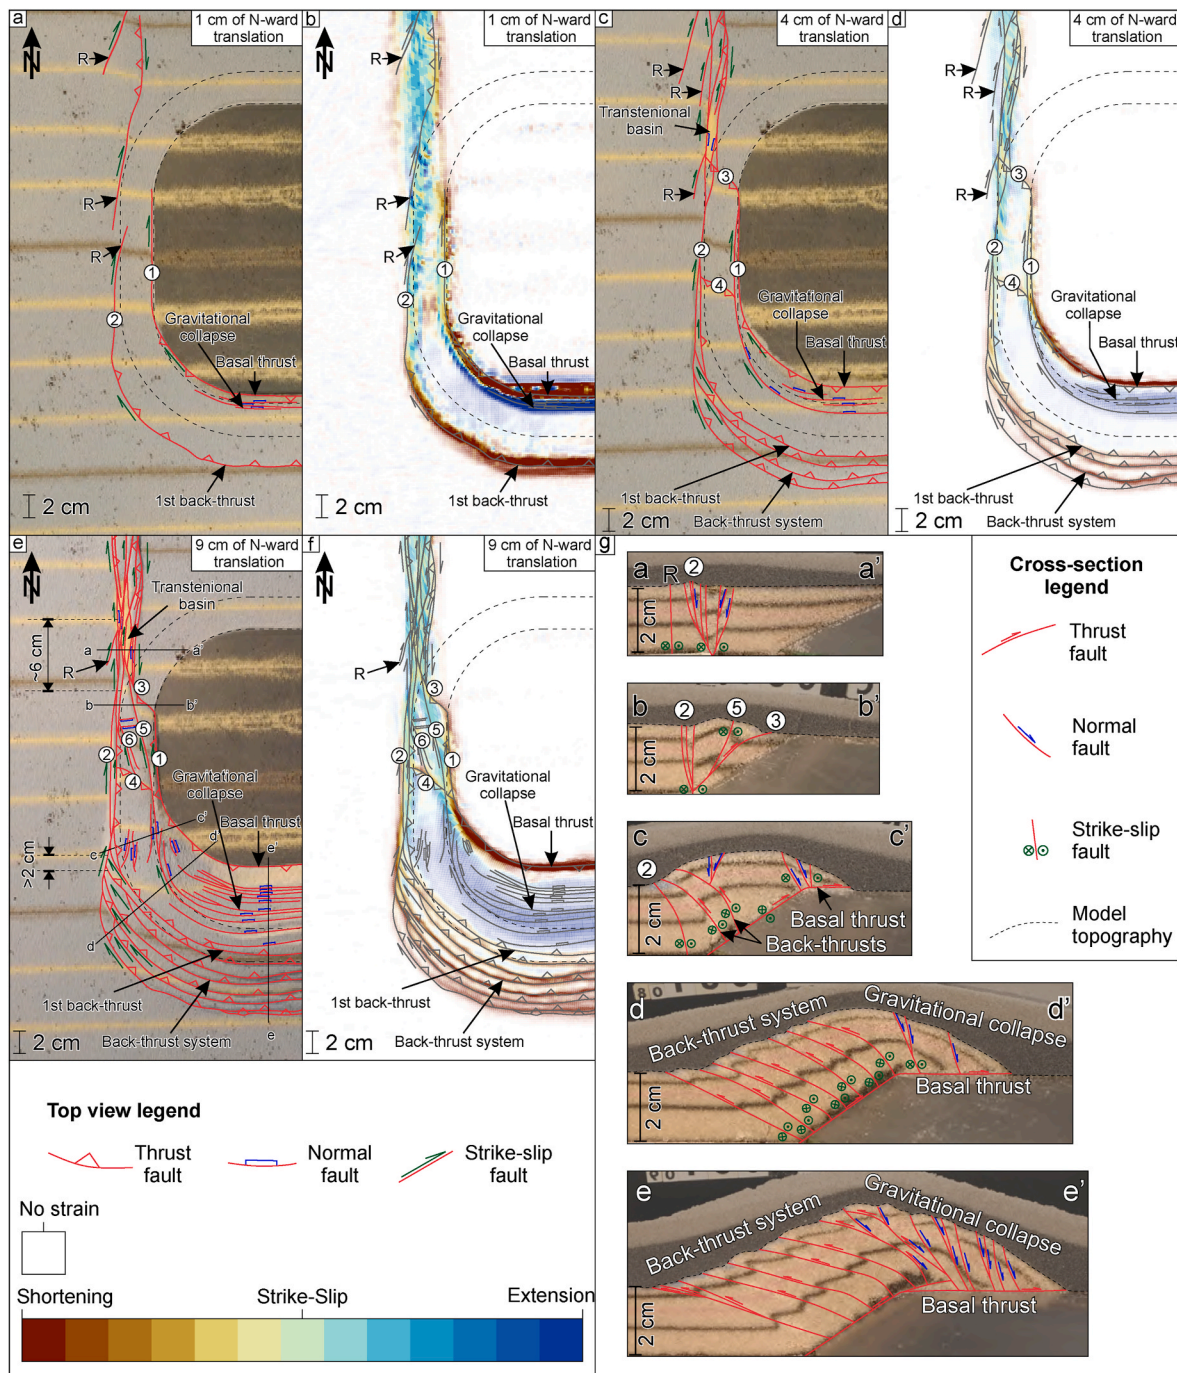 a
1 cm of N-ward
translation
N
R
R
R
1
2
Gravitational
collapse
Basal thrust
1st back-thrust
2 cm
b
1 cm of N-ward
translation
N
R
R
R
1
2
Gravitational
collapse
Basal thrust
1st back-thrust
2 cm
c
4 cm of N-ward
translation
R
R
Transtenional
basin
3
R
2
1
4
Gravitational
collapse
Basal thrust
1st back-thrust
Back-thrust system
2 cm
d
4 cm of N-ward
translation
R
R
3
R
2
1
4
Gravitational
collapse
Basal thrust
1st back-thrust
Back-thrust system
2 cm
e
9 cm of N-ward
translation
N
Transtenional
basin
~6 cm
a
a'
R
3
b
b'
5
6
2
1
4
Gravitational
collapse
c'
Basal thrust
d'
e'
c
>2 cm
d
1st back-thrust
Back-thrust system
2 cm
e
f
9 cm of N-ward
translation
N
R
3
5
6
2
1
4
Gravitational
collapse
Basal thrust
1st back-thrust
Back-thrust system
2 cm
g
a
R
2
a'
2 cm
b
2
5
3
b'
2 cm
c
c'
2
2 cm
Basal thrust
Back-thrusts
d
d'
Back-thrust system
Gravitational collapse
2 cm
Basal thrust
e
e'
Back-thrust system
Gravitational collapse
2 cm
Basal thrust
Cross-section
legend
Thrust
fault
Normal
fault
Strike-slip
fault
Model
topography
Top view legend
Thrust
fault
Normal
fault
Strike-slip
fault
No strain
Shortening
Strike-Slip
Extension